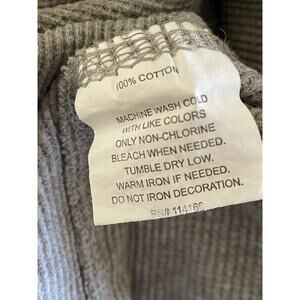 100% COTTON
MACHINE WASH COLD
WITH LIKE COLORS
ONLY NON-CHLORINE
BLEACH WHEN NEEDED.
TUMBLE DRY LOW.
WARM IRON IF NEEDED.
DO NOT IRON DECORATION.
RN#